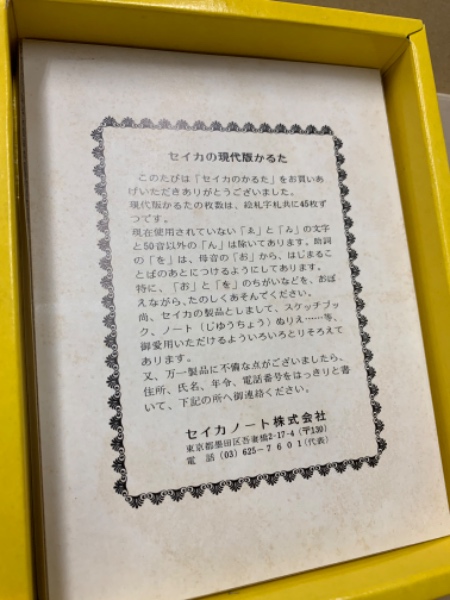 セイカの現代版かるた
このたびは「セイカのかるた」をお買いあ
げいただきありがとうございました。
現代版かるたの枚数は、絵札字札共に45枚ず
つです。
現在使用されていない「ゑ」と「ゐ」の文字
と50音以外の「ん」は除いてあります。助詞
の「を」は、母音の「お」から、はじまるこ
とばのあとにつけるようにしてあります。
特に、「お」と「を」のちがいなどを、おぼ
えながら、たのしくあそんでください。
尚、セイカの製品としまして、スケッチブッ
ク、ノート（じゆうちょう）ぬりえ……等、
御愛用いただけるよういろいろとりそろえて
あります。
又、万一製品に不備な点がございましたら、
住所、氏名、年令、電話番号をはっきりと書
いて、下記の所へ御連絡ください。
セイカノート株式会社
東京都墨田区吾妻橋2-17-4（〒130）
電話（03）625-7601（代表）